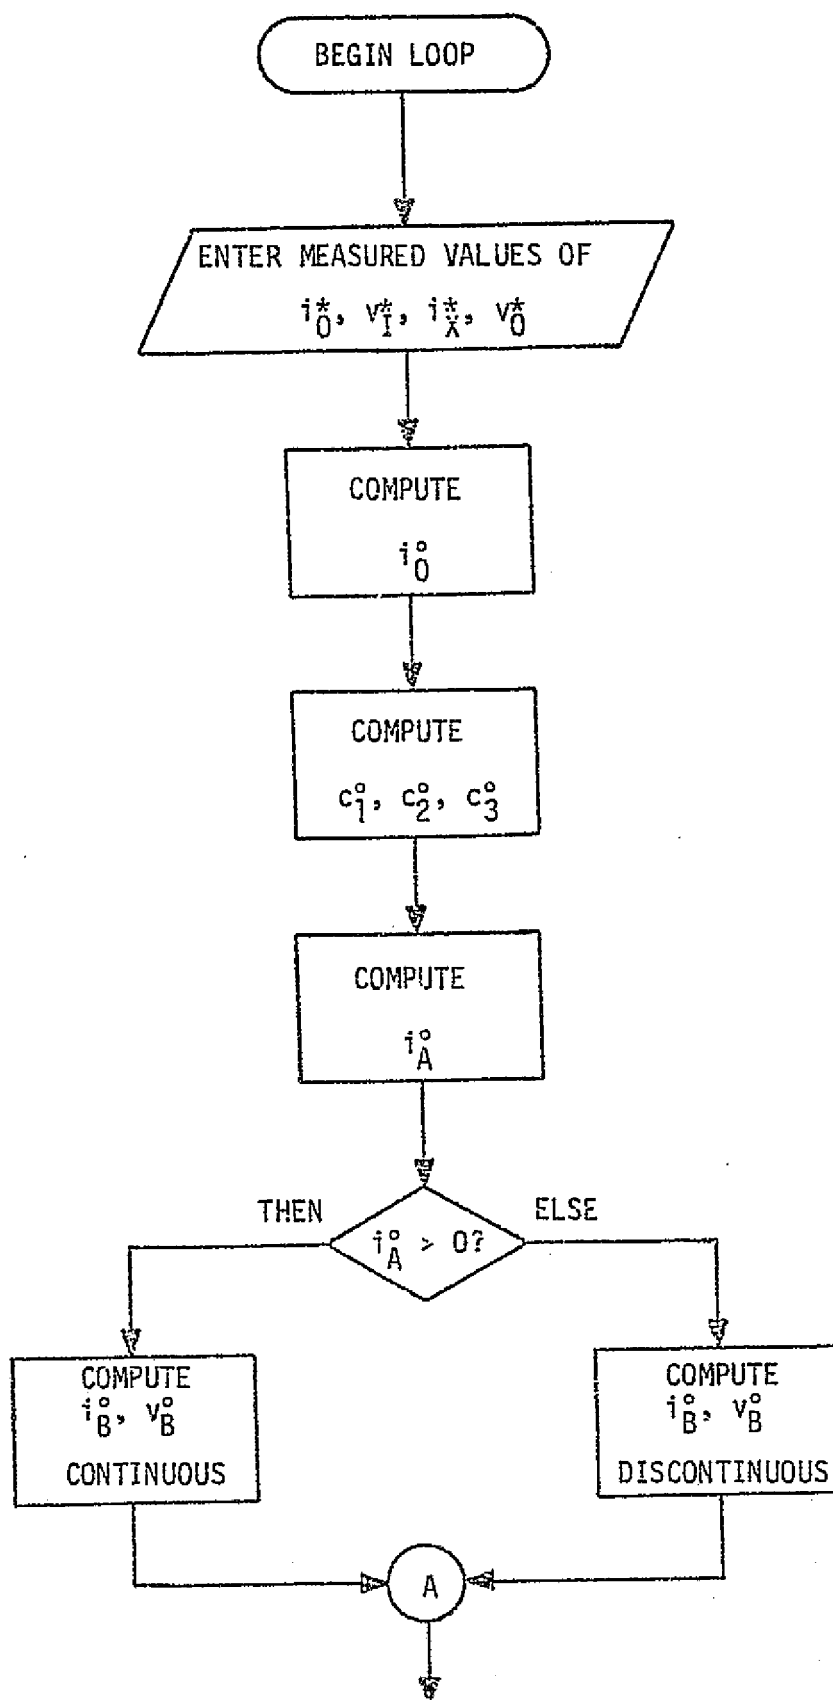 BEGIN LOOP
ENTER MEASURED VALUES OF
i*O, v*I, i*X, v*O
COMPUTE
i°O
COMPUTE
c°1, c°2, c°3
COMPUTE
i°A
THEN
i°A > 0?
ELSE
COMPUTE
i°B, v°B
CONTINUOUS
COMPUTE
i°B, v°B
DISCONTINUOUS
A